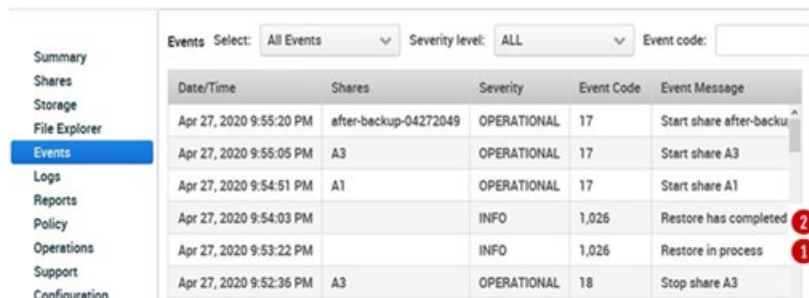 Events Select: All Events Severity level: ALL Event code:
Summary
Shares
Storage
File Explorer
Events
Logs
Reports
Policy
Operations
Support
Configuration
Date/Time Shares Severity Event Code Event Message
Apr 27, 2020 9:55:20 PM after-backup-04272049 OPERATIONAL 17 Start share after-backu
Apr 27, 2020 9:55:05 PM A3 OPERATIONAL 17 Start share A3
Apr 27, 2020 9:54:51 PM A1 OPERATIONAL 17 Start share A1
Apr 27, 2020 9:54:03 PM INFO 1,026 Restore has completed 2
Apr 27, 2020 9:53:22 PM INFO 1,026 Restore in process 1
Apr 27, 2020 9:52:36 PM A3 OPERATIONAL 18 Stop share A3